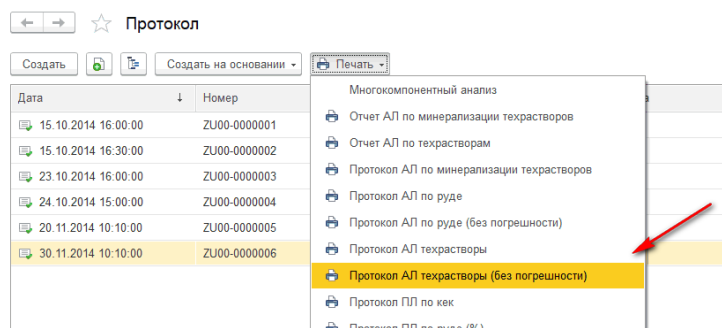 Протокол
Создать
Создать на основании
Печать
Дата ↓ Номер
15.10.2014 16:00:00 ZU00-0000001
15.10.2014 16:30:00 ZU00-0000002
23.10.2014 16:00:00 ZU00-0000003
24.10.2014 15:00:00 ZU00-0000004
20.11.2014 10:10:00 ZU00-0000005
30.11.2014 10:10:00 ZU00-0000006
Многокомпонентный анализ
Отчет АЛ по минерализации техрастворов
Отчет АЛ по техрастворам
Протокол АЛ по минерализации техрастворов
Протокол АЛ по руде
Протокол АЛ по руде (без погрешности)
Протокол АЛ техрастворы
Протокол АЛ техрастворы (без погрешности)
Протокол ПЛ по кек
Протокол ПЛ по руде (%)